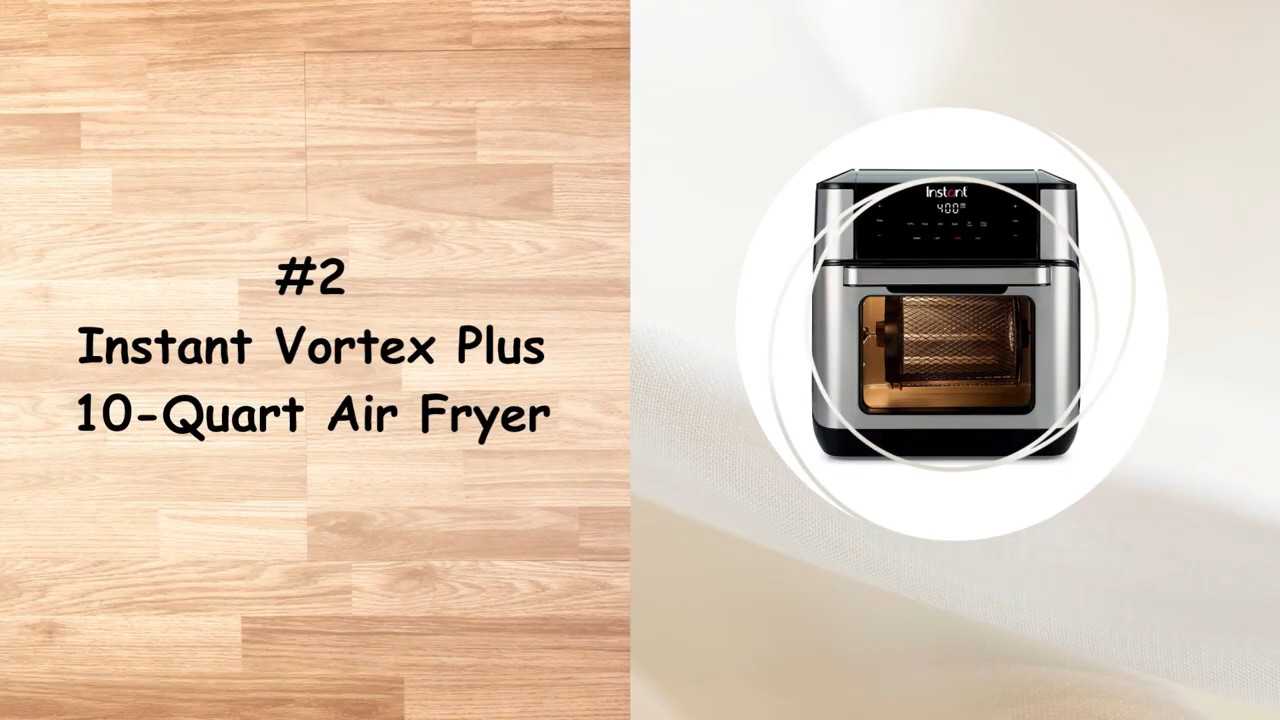 #2
Instant Vortex Plus
10-Quart Air Fryer
Instant
400